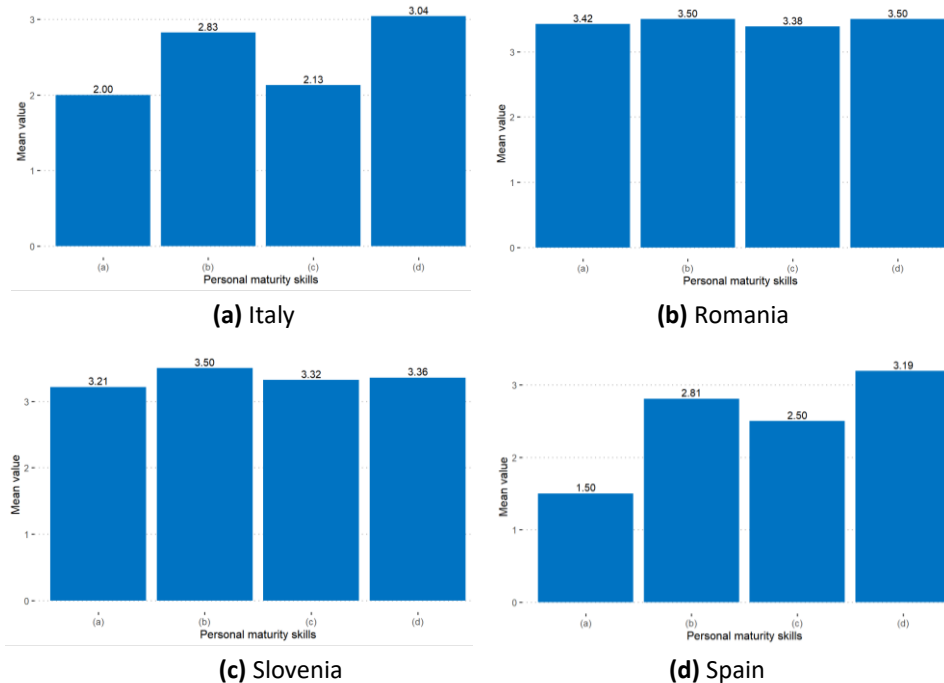 3.04
2.83
2.13
2.00
3
2
1
0
Mean value
(a) (b) (c) (d)
Personal maturity skills
(a) Italy
3.42 3.50 3.38 3.50
3
2
1
0
Mean value
(a) (b) (c) (d)
Personal maturity skills
(b) Romania
3.21 3.50 3.32 3.36
3
2
1
0
Mean value
(a) (b) (c) (d)
Personal maturity skills
(c) Slovenia
3.19
2.81
2.50
1.50
3
2
1
0
Mean value
(a) (b) (c) (d)
Personal maturity skills
(d) Spain